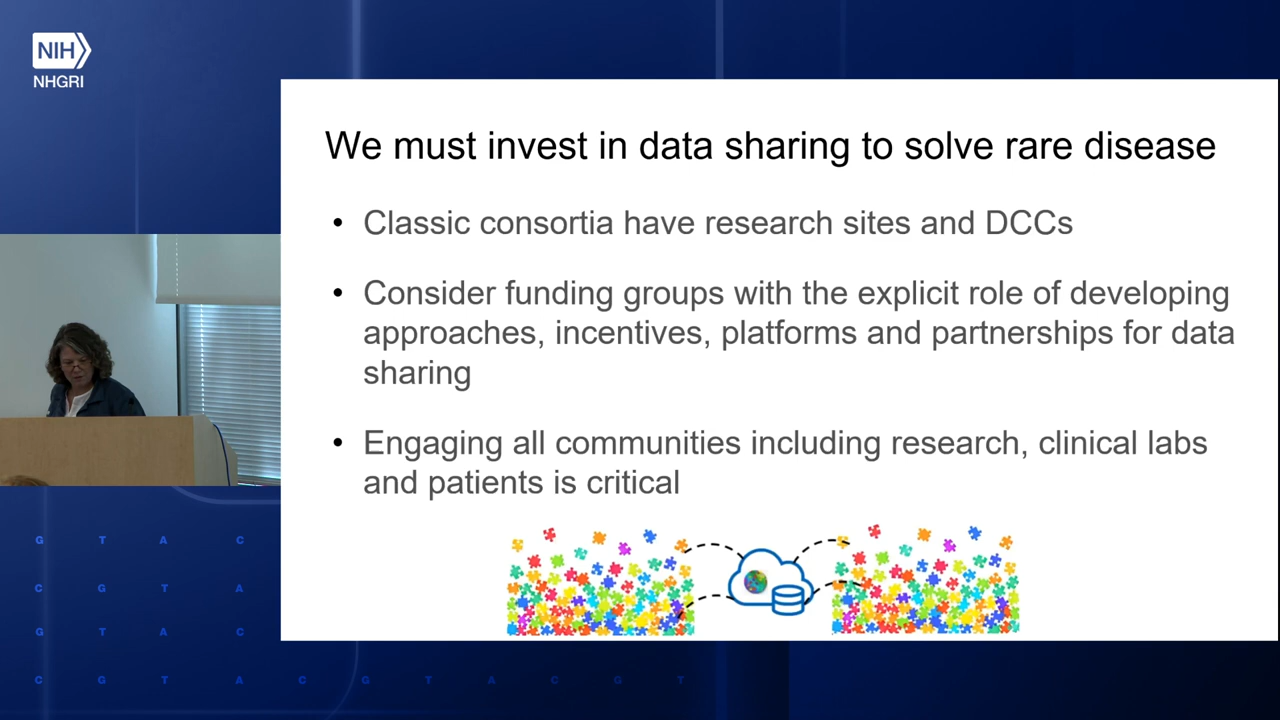 NIH
NHGRI
We must invest in data sharing to solve rare disease
• Classic consortia have research sites and DCCs
• Consider funding groups with the explicit role of developing
approaches, incentives, platforms and partnerships for data
sharing
• Engaging all communities including research, clinical labs
and patients is critical
G T A C
C G T A
G T A C
C G T A C G T A C G T